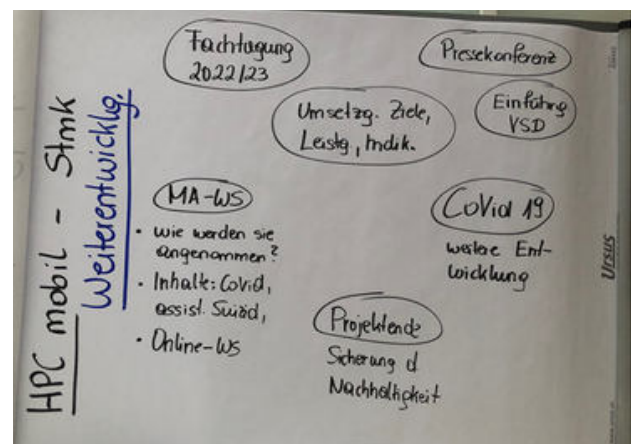 HPC mobil - Stmk
Weiterentwicklg.
Fachtagung
2022/23
Pressekonferenz
Umsetzg. Ziele,
Leistg., Indik.
Einführg
VSD
MA-WS
• wie werden sie
angenommen?
• Inhalte: Covid,
assist. Suizid,
• Online-WS
CoVid 19
weitere Ent-
wicklung
Projektende
Sicherung d
Nachhaltigkeit
Ursus